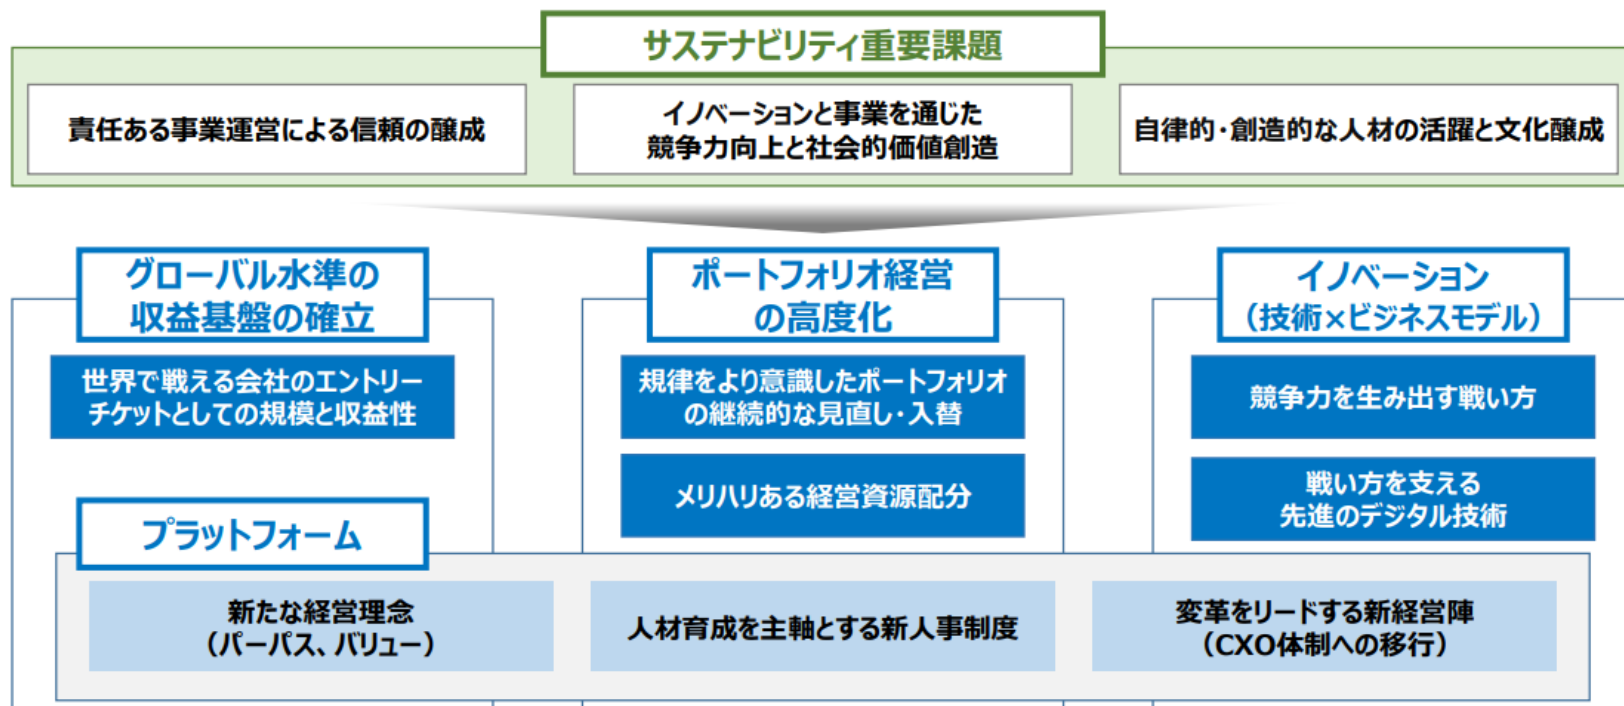 サステナビリティ重要課題
責任ある事業運営による信頼の醸成
イノベーションと事業を通じた
競争力向上と社会的価値創造
自律的・創造的な人材の活躍と文化醸成
グローバル水準の
収益基盤の確立
世界で戦える会社のエントリー
チケットとしての規模と収益性
ポートフォリオ経営
の高度化
規律をより意識したポートフォリオ
の継続的な見直し・入替
メリハリある経営資源配分
イノベーション
（技術×ビジネスモデル）
競争力を生み出す戦い方
戦い方を支える
先進のデジタル技術
プラットフォーム
新たな経営理念
（パーパス、バリュー）
人材育成を主軸とする新人事制度
変革をリードする新経営陣
（CXO体制への移行）